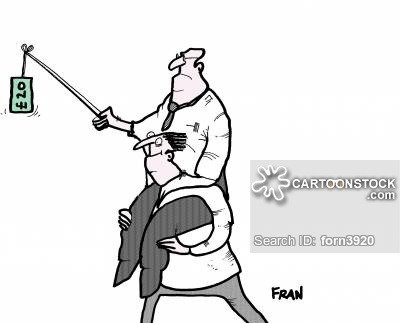 £20
CARTOONSTOCK
.com
Search ID: forn3920
FRAN